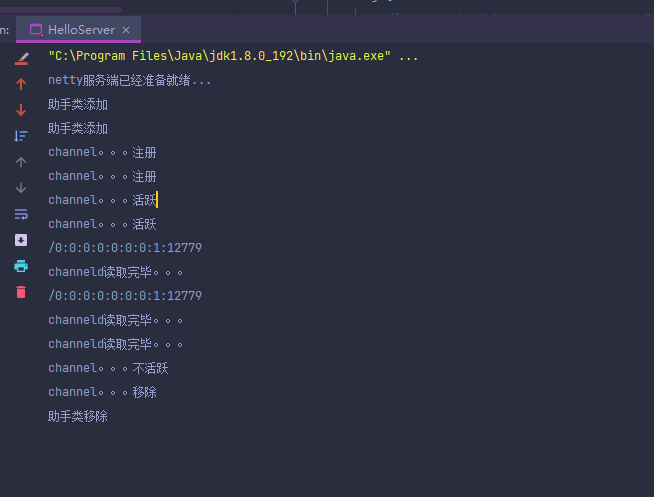 n:
HelloServer ×
"C:\Program Files\Java\jdk1.8.0_192\bin\java.exe" ...
netty服务端已经准备就绪...
助手类添加
助手类添加
channel。。。注册
channel。。。注册
channel。。。活跃
channel。。。活跃
/0:0:0:0:0:0:0:1:12779
channeld读取完毕。。。
/0:0:0:0:0:0:0:1:12779
channeld读取完毕。。。
channeld读取完毕。。。
channel。。。不活跃
channel。。。移除
助手类移除